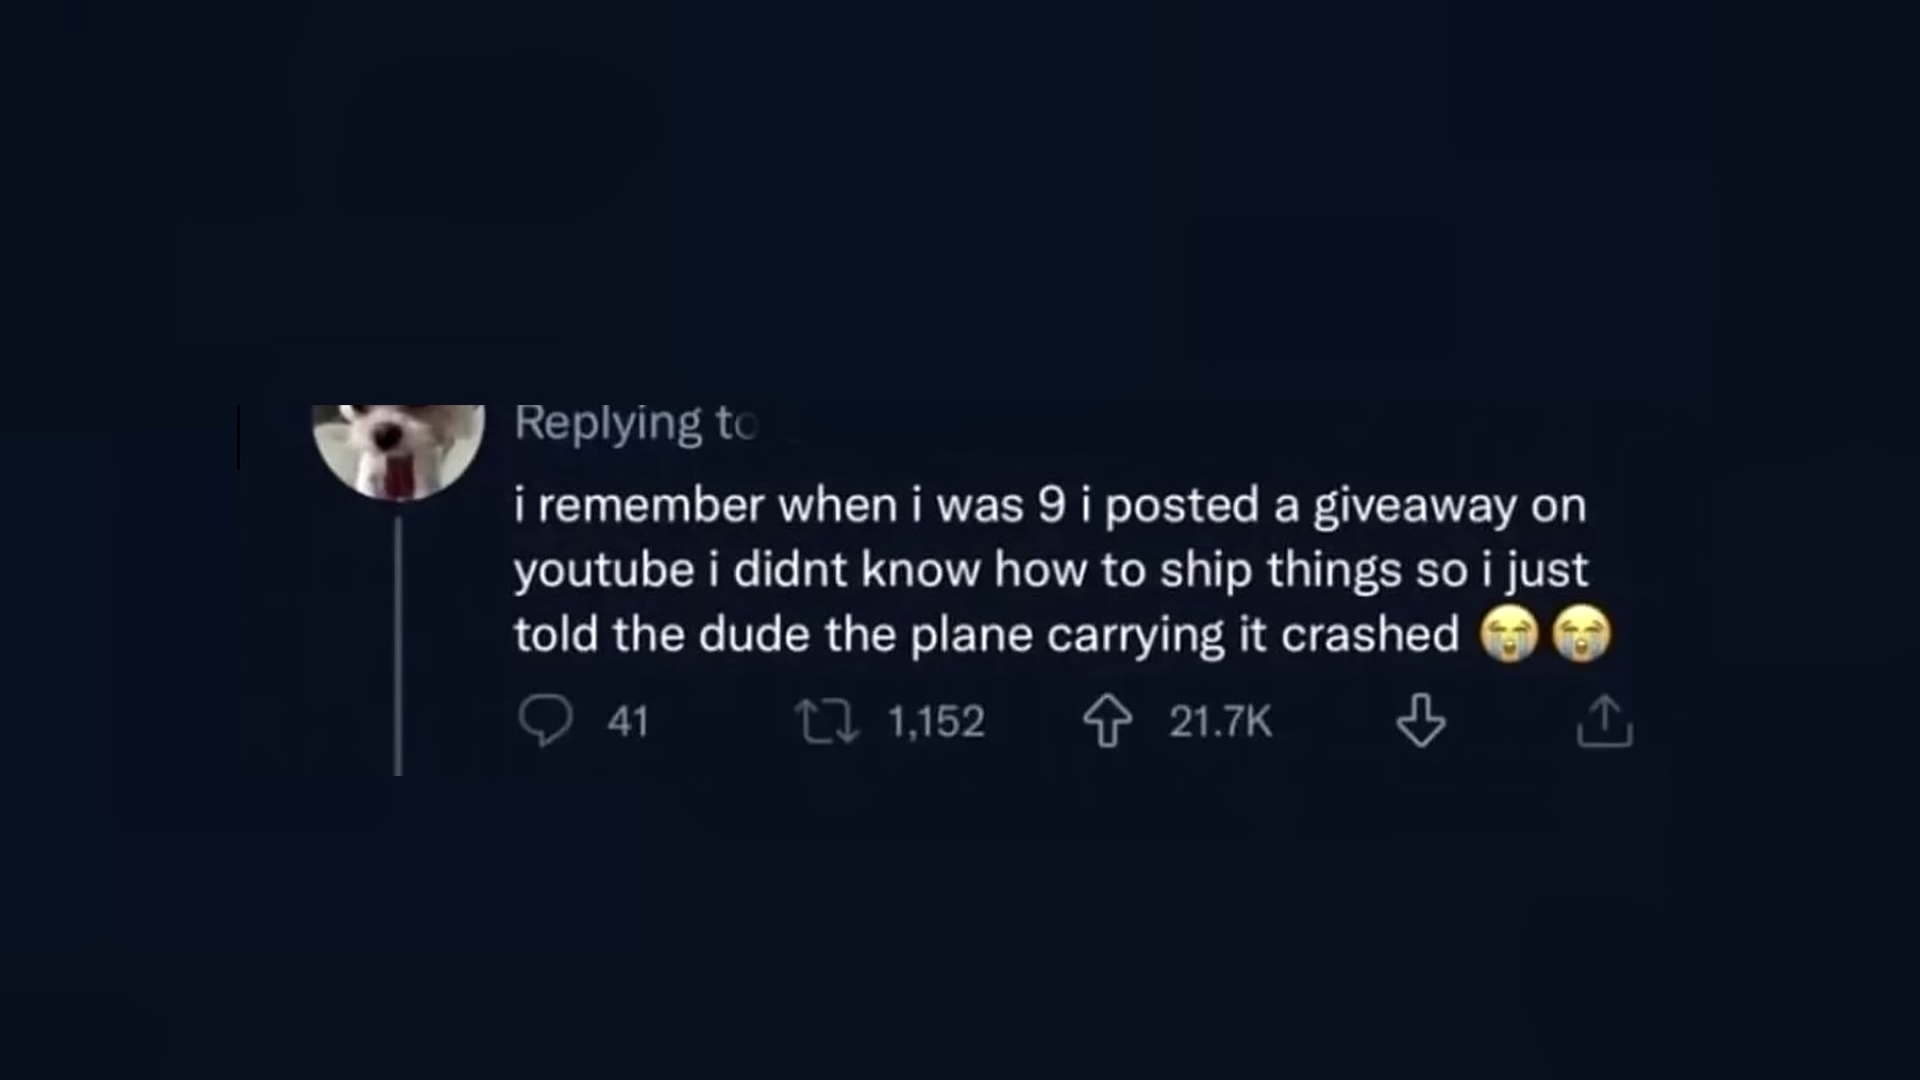 Replying to
i remember when i was 9 i posted a giveaway on
youtube i didnt know how to ship things so i just
told the dude the plane carrying it crashed 😭😭
41 1,152 21.7K